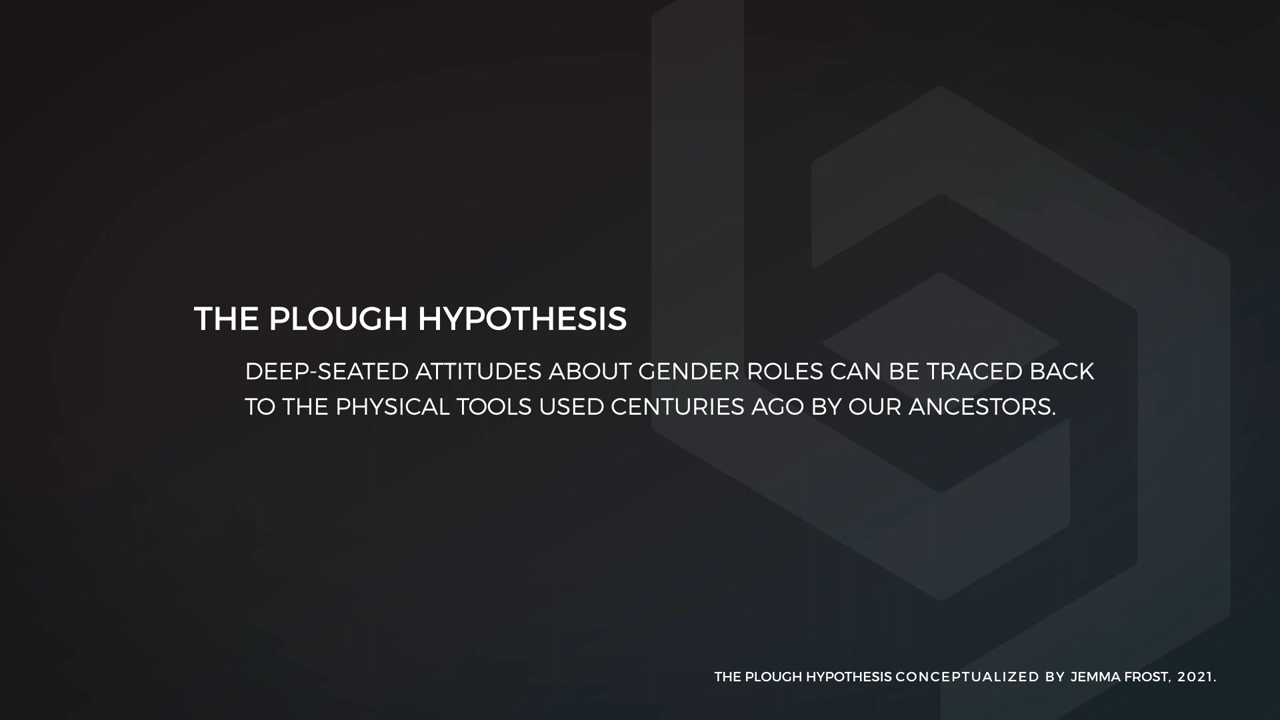 THE PLOUGH HYPOTHESIS
DEEP-SEATED ATTITUDES ABOUT GENDER ROLES CAN BE TRACED BACK
TO THE PHYSICAL TOOLS USED CENTURIES AGO BY OUR ANCESTORS.
THE PLOUGH HYPOTHESIS CONCEPTUALIZED BY JEMMA FROST, 2021.